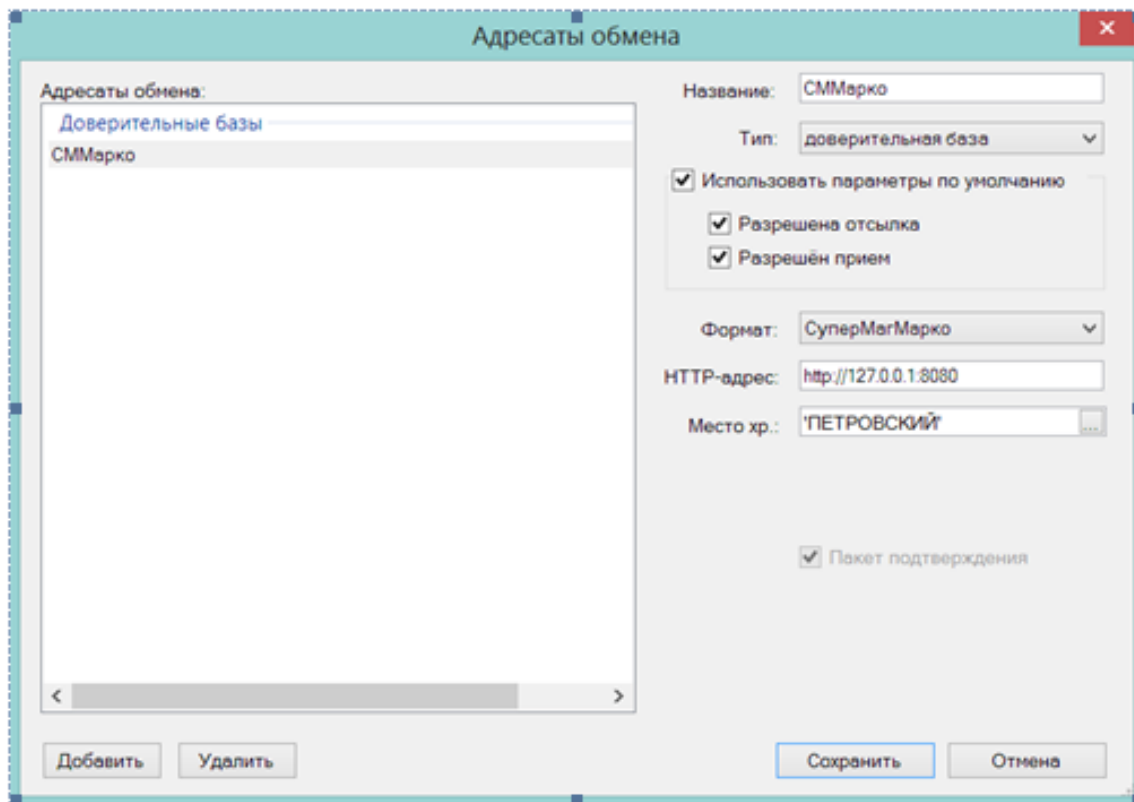 Адресаты обмена
Адресаты обмена:
Доверительные базы
СММарко
Название: СММарко
Тип: доверительная база
Использовать параметры по умолчанию
Разрешена отсылка
Разрешён прием
Формат: СуперМагМарко
HTTP-адрес: http://127.0.0.1:8080
Место хр.: "ПЕТРОВСКИЙ" ...
Пакет подтверждения
Добавить Удалить Сохранить Отмена